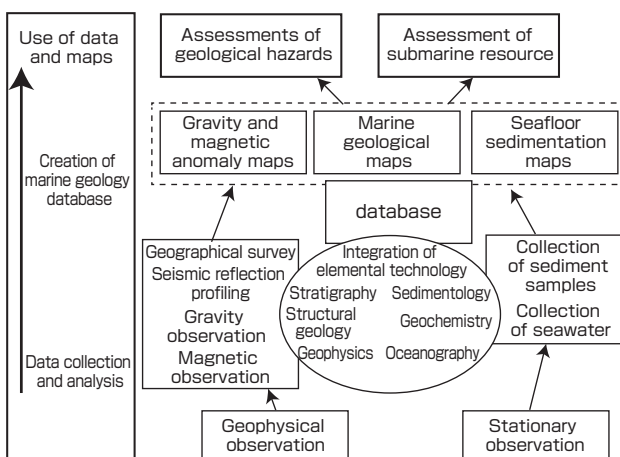 Use of data
and maps
Creation of
marine geology
database
Data collection
and analysis
Assessments of
geological hazards
Assessment of
submarine resource
Gravity and
magnetic
anomaly maps
Marine
geological
maps
Seafloor
sedimentation
maps
database
Geographical survey
Seismic reflection
profiling
Gravity
observation
Magnetic
observation
Integration of
elemental technology
Stratigraphy
Sedimentology
Structural
geology
Geochemistry
Geophysics
Oceanography
Collection
of sediment
samples
Collection
of seawater
Geophysical
observation
Stationary
observation